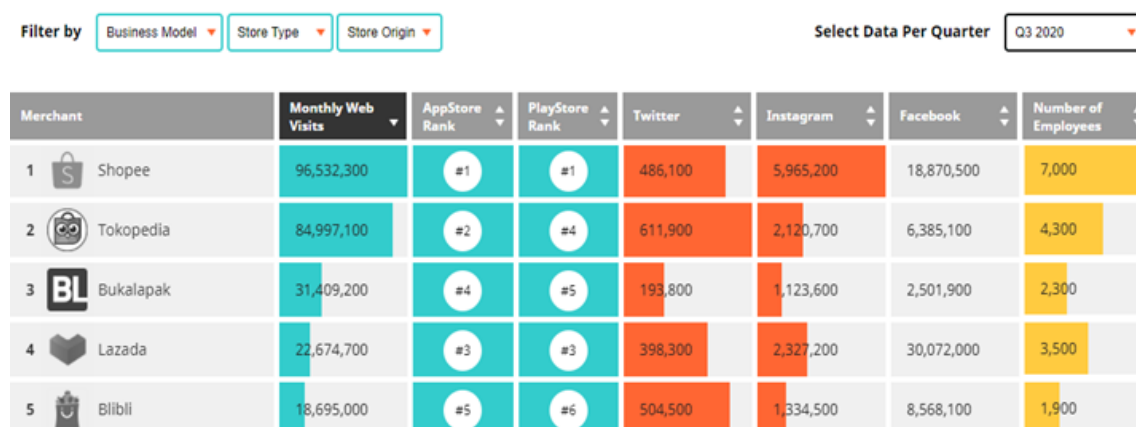 Filter by Business Model Store Type Store Origin Select Data Per Quarter Q3 2020
Merchant Monthly Web Visits AppStore Rank PlayStore Rank Twitter Instagram Facebook Number of Employees
1 S Shopee 96,532,300 #1 #1 486,100 5,965,200 18,870,500 7,000
2 Tokopedia 84,997,100 #2 #4 611,900 2,120,700 6,385,100 4,300
3 BL Bukalapak 31,409,200 #4 #5 193,800 1,123,600 2,501,900 2,300
4 Lazada 22,674,700 #3 #3 398,300 2,327,200 30,072,000 3,500
5 Blibli 18,695,000 #5 #6 504,500 1,334,500 8,568,100 1,900